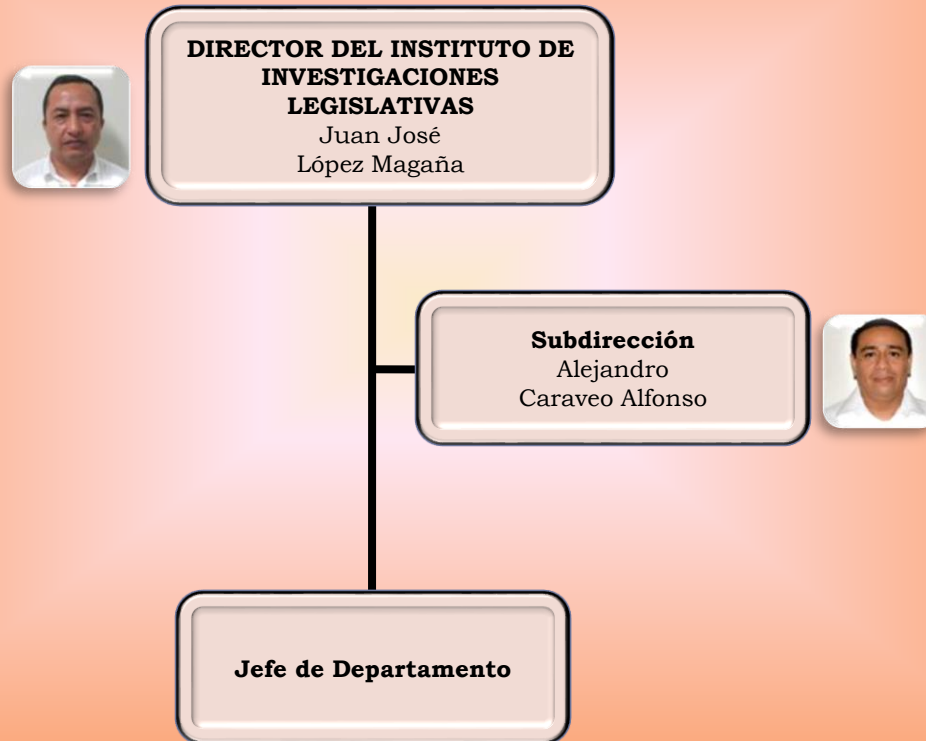 DIRECTOR DEL INSTITUTO DE
INVESTIGACIONES
LEGISLATIVAS
Juan José
López Magaña
Subdirección
Alejandro
Caraveo Alfonso
Jefe de Departamento